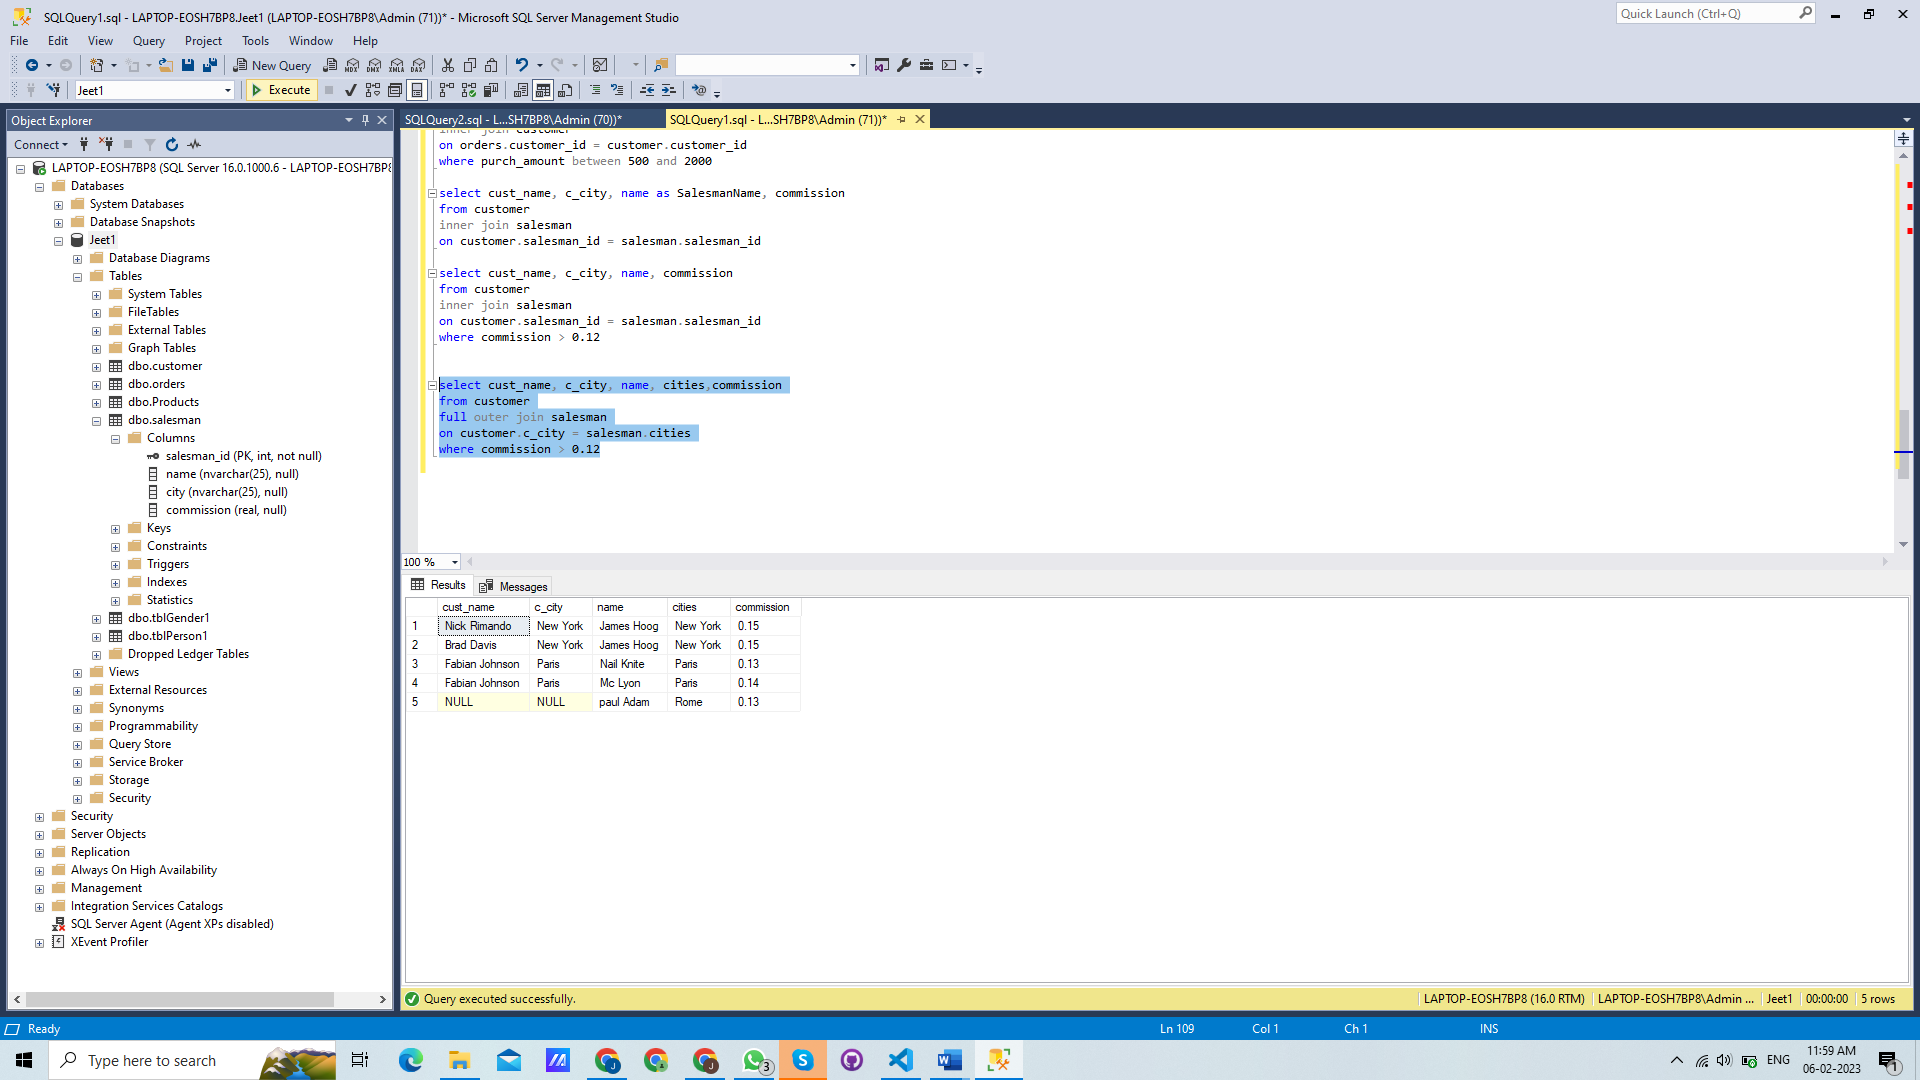 SQLQuery1.sql - LAPTOP-EOSH7BP8.Jeet1 (LAPTOP-EOSH7BP8\Admin (71))* - Microsoft SQL Server Management Studio
Quick Launch (Ctrl+Q)
File Edit View Query Project Tools Window Help
New Query
MDX DMX XMLA DAX
Jeet1
Execute
Object Explorer
SQLQuery2.sql - L...SH7BP8\Admin (70))*
SQLQuery1.sql - L...SH7BP8\Admin (71))*
Connect
LAPTOP-EOSH7BP8 (SQL Server 16.0.1000.6 - LAPTOP-EOSH7BP8
Databases
System Databases
Database Snapshots
Jeet1
Database Diagrams
Tables
System Tables
FileTables
External Tables
Graph Tables
dbo.customer
dbo.orders
dbo.Products
dbo.salesman
Columns
salesman_id (PK, int, not null)
name (nvarchar(25), null)
city (nvarchar(25), null)
commission (real, null)
Keys
Constraints
Triggers
Indexes
Statistics
dbo.tblGender1
dbo.tblPerson1
Dropped Ledger Tables
Views
External Resources
Synonyms
Programmability
Query Store
Service Broker
Storage
Security
Security
Server Objects
Replication
Always On High Availability
Management
Integration Services Catalogs
SQL Server Agent (Agent XPs disabled)
XEvent Profiler
inner join customer
on orders.customer_id = customer.customer_id
where purch_amount between 500 and 2000
select cust_name, c_city, name as SalesmanName, commission
from customer
inner join salesman
on customer.salesman_id = salesman.salesman_id
select cust_name, c_city, name, commission
from customer
inner join salesman
on customer.salesman_id = salesman.salesman_id
where commission > 0.12
select cust_name, c_city, name, cities,commission
from customer
full outer join salesman
on customer.c_city = salesman.cities
where commission > 0.12
100 %
Results Messages
cust_name c_city name cities commission
1 Nick Rimando New York James Hoog New York 0.15
2 Brad Davis New York James Hoog New York 0.15
3 Fabian Johnson Paris Nail Knite Paris 0.13
4 Fabian Johnson Paris Mc Lyon Paris 0.14
5 NULL NULL paul Adam Rome 0.13
Query executed successfully.
LAPTOP-EOSH7BP8 (16.0 RTM) LAPTOP-EOSH7BP8\Admin ... Jeet1 00:00:00 5 rows
Ready
Ln 109 Col 1 Ch 1 INS
Type here to search
3
ENG
11:59 AM
06-02-2023
1